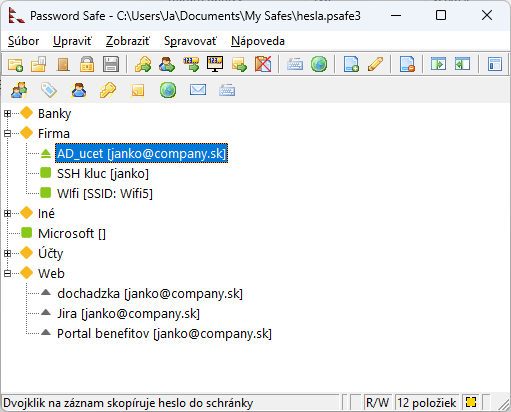 Password Safe - C:\Users\Ja\Documents\My Safes\hesla.psafe3
Súbor Upraviť Zobraziť Spravovať Nápoveda
Banky
Firma
AD_ucet [janko@company.sk]
SSH kluc [janko]
WIfi [SSID: Wifi5]
Iné
Microsoft []
Účty
Web
dochadzka [janko@company.sk]
Jira [janko@company.sk]
Portal benefitov [janko@company.sk]
Dvojklik na záznam skopíruje heslo do schránky R/W 12 položiek